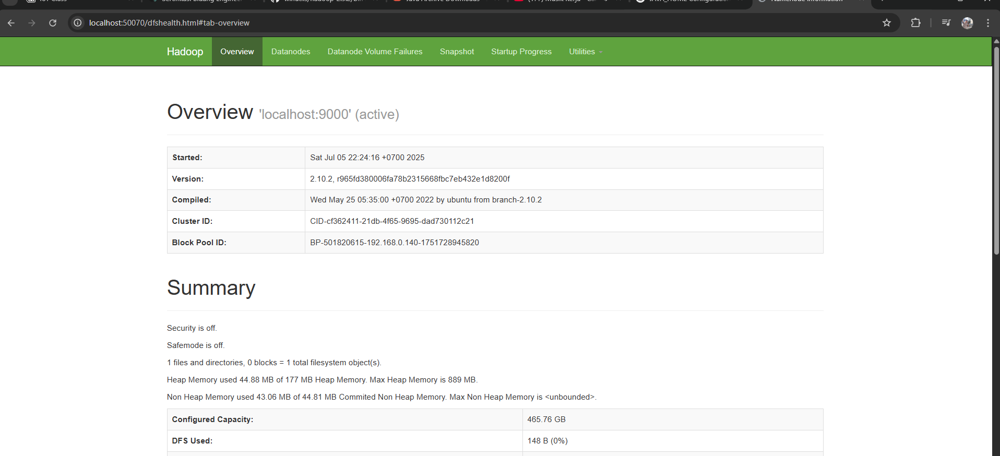 localhost:50070/dfshealth.html#tab-overview
Hadoop Overview Datanodes Datanode Volume Failures Snapshot Startup Progress Utilities
Overview 'localhost:9000' (active)
Started: Sat Jul 05 22:24:16 +0700 2025
Version: 2.10.2, r965fd380006fa78b2315668fbc7eb432e1d8200f
Compiled: Wed May 25 05:35:00 +0700 2022 by ubuntu from branch-2.10.2
Cluster ID: CID-cf362411-21db-4f65-9695-dad730112c21
Block Pool ID: BP-501820615-192.168.0.140-1751728945820
Summary
Security is off.
Safemode is off.
1 files and directories, 0 blocks = 1 total filesystem object(s).
Heap Memory used 44.88 MB of 177 MB Heap Memory. Max Heap Memory is 889 MB.
Non Heap Memory used 43.06 MB of 44.81 MB Commited Non Heap Memory. Max Non Heap Memory is <unbounded>.
Configured Capacity: 465.76 GB
DFS Used: 148 B (0%)